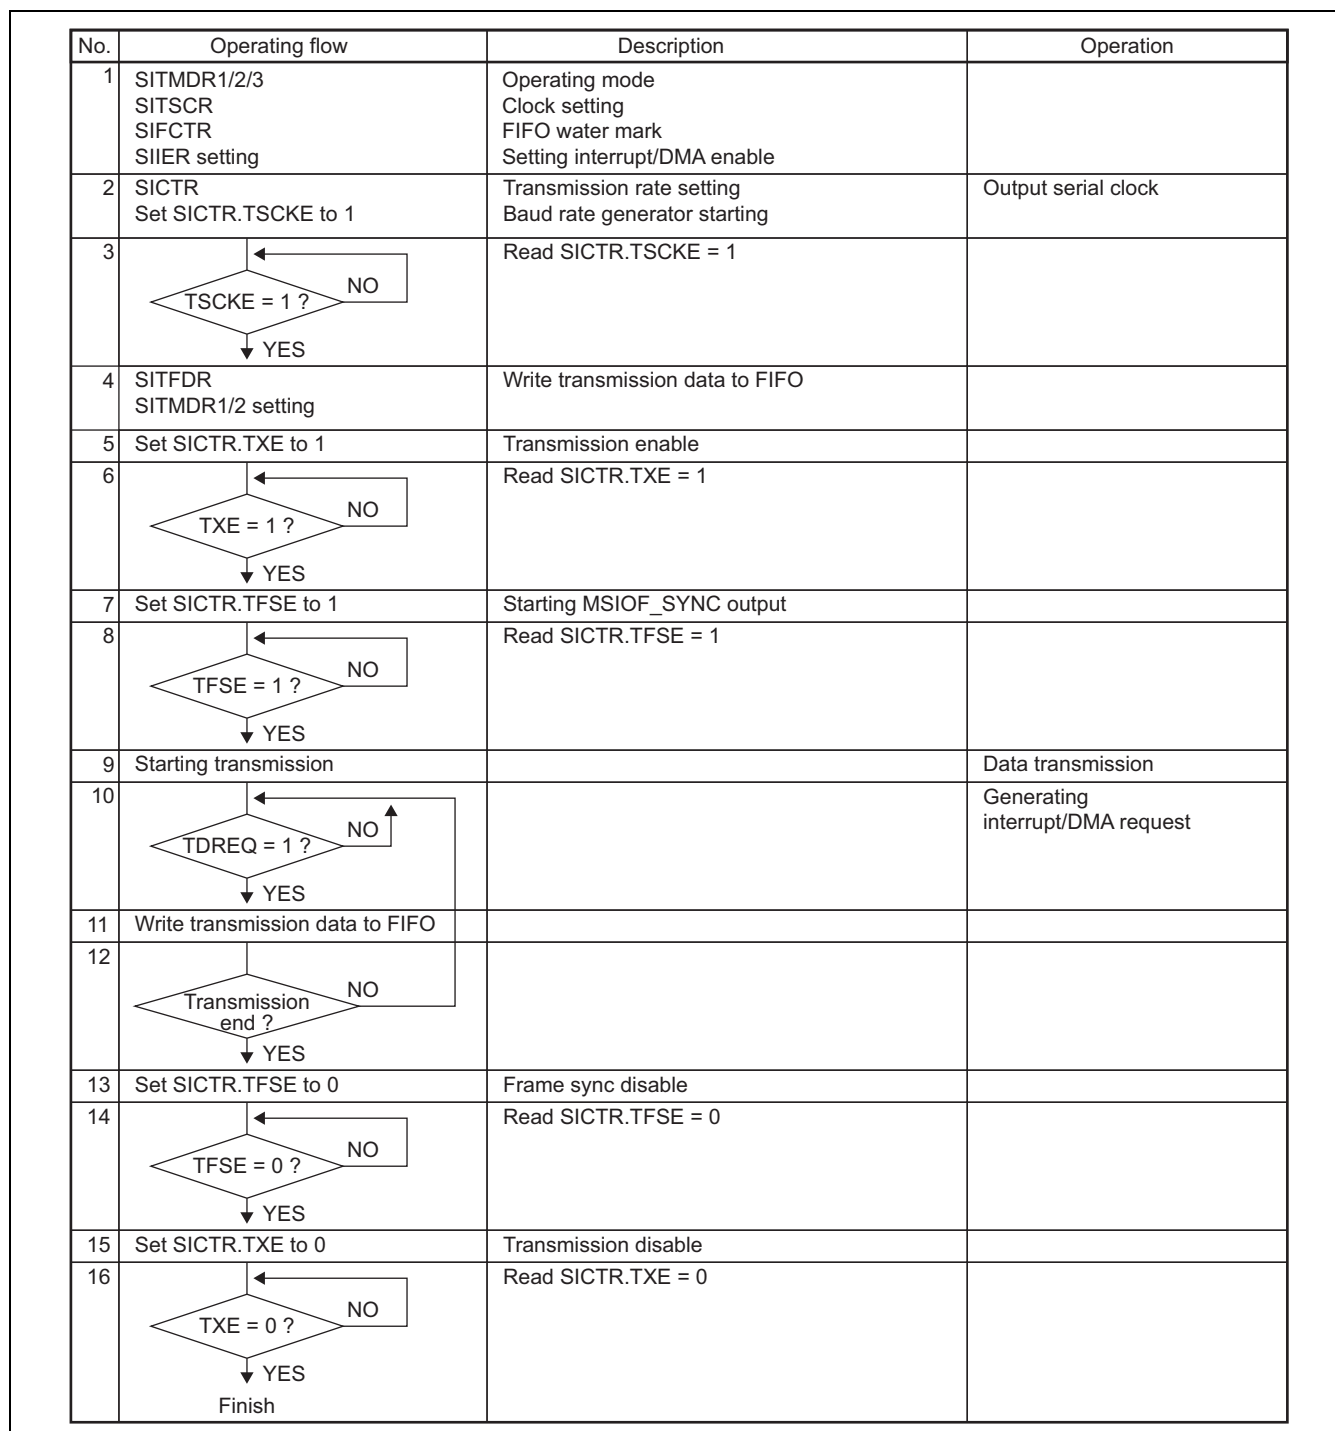 No. Operating flow Description Operation
1 SITMDR1/2/3 Operating mode
SITSCR Clock setting
SIFCTR FIFO water mark
SIIER setting Setting interrupt/DMA enable
2 SICTR Transmission rate setting Output serial clock
Set SICTR.TSCKE to 1 Baud rate generator starting
3 Read SICTR.TSCKE = 1
NO
TSCKE = 1 ?
YES
4 SITFDR Write transmission data to FIFO
SITMDR1/2 setting
5 Set SICTR.TXE to 1 Transmission enable
6 Read SICTR.TXE = 1
NO
TXE = 1 ?
YES
7 Set SICTR.TFSE to 1 Starting MSIOF_SYNC output
8 Read SICTR.TFSE = 1
NO
TFSE = 1 ?
YES
9 Starting transmission Data transmission
10 Generating
interrupt/DMA request
NO
TDREQ = 1 ?
YES
11 Write transmission data to FIFO
12
NO
Transmission
end ?
YES
13 Set SICTR.TFSE to 0 Frame sync disable
14 Read SICTR.TFSE = 0
NO
TFSE = 0 ?
YES
15 Set SICTR.TXE to 0 Transmission disable
16 Read SICTR.TXE = 0
NO
TXE = 0 ?
YES
Finish